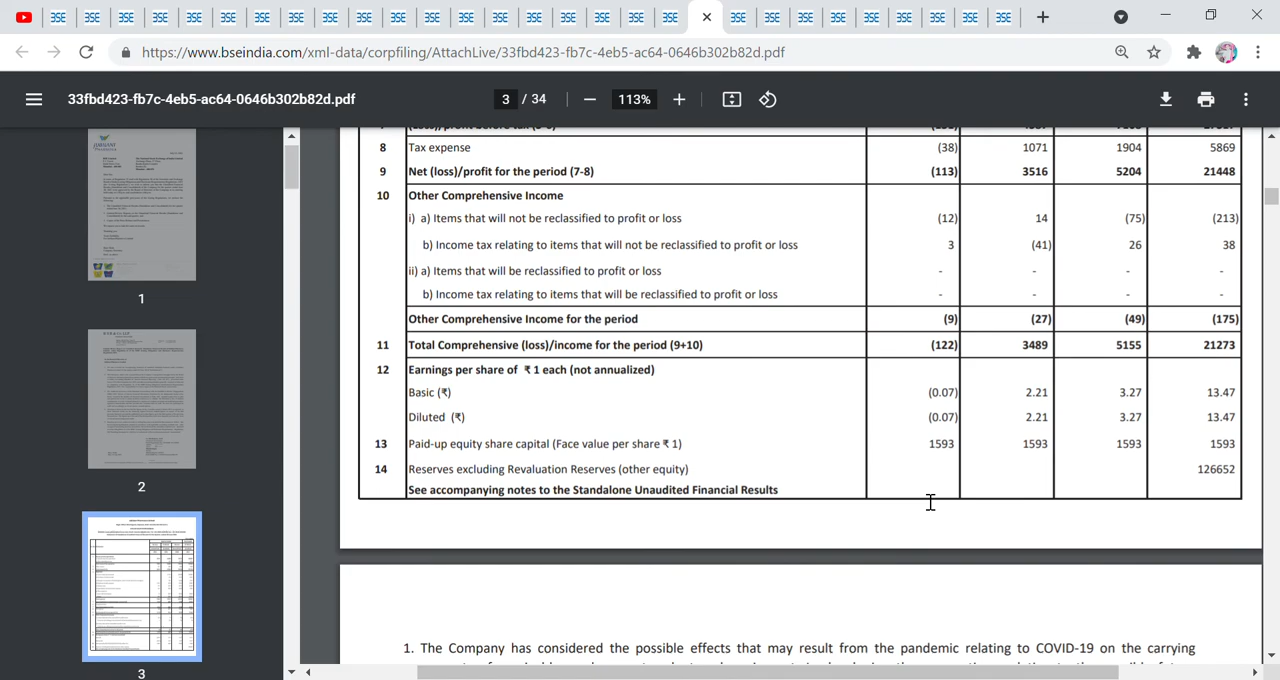 https://www.bseindia.com/xml-data/corpfiling/AttachLive/33fbd423-fb7c-4eb5-ac64-0646b302b82d.pdf
33fbd423-fb7c-4eb5-ac64-0646b302b82d.pdf 3 / 34 113%
8 Tax expense (38) 1071 1904 5869
9 Net (loss)/profit for the period (7-8) (113) 3516 5204 21448
10 Other Comprehensive Income
i) a) Items that will not be reclassified to profit or loss (12) 14 (75) (213)
b) Income tax relating to items that will not be reclassified to profit or loss 3 (41) 26 38
ii) a) Items that will be reclassified to profit or loss - - - -
b) Income tax relating to items that will be reclassified to profit or loss - - - -
Other Comprehensive Income for the period (9) (27) (49) (175)
11 Total Comprehensive (loss)/income for the period (9+10) (122) 3489 5155 21273
12 Earnings per share of ₹ 1 each (not annualized)
Basic (₹) (0.07) 2.21 3.27 13.47
Diluted (₹) (0.07) 2.21 3.27 13.47
13 Paid-up equity share capital (Face value per share ₹ 1) 1593 1593 1593 1593
14 Reserves excluding Revaluation Reserves (other equity) 126652
See accompanying notes to the Standalone Unaudited Financial Results
1. The Company has considered the possible effects that may result from the pandemic relating to COVID-19 on the carrying
1
2
3